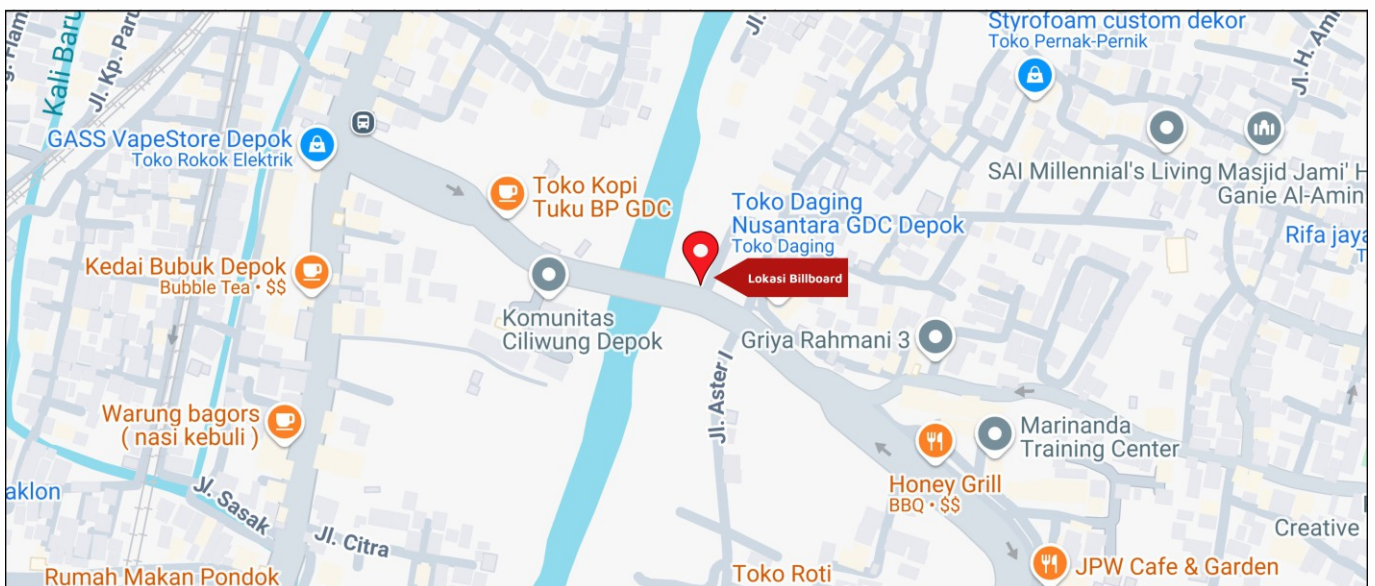 Styrofoam custom dekor
Toko Pernak-Pernik
Kali Baru
Jl. Kp. Paru
Jl.
Jl. H. Ami
GASS VapeStore Depok
Toko Rokok Elektrik
Toko Kopi
Tuku BP GDC
SAI Millennial's Living
Masjid Jami' H
Ganie Al-Amin
Toko Daging
Nusantara GDC Depok
Toko Daging
Rifa jaya
T
Lokasi Billboard
Kedai Bubuk Depok
Bubble Tea • $$
Komunitas
Ciliwung Depok
Griya Rahmani 3
Jl. Aster I
Warung bagors
( nasi kebuli )
Marinanda
Training Center
Honey Grill
BBQ • $$
aklon
Jl. Sasak
Jl. Citra
Creative
Rumah Makan Pondok
Toko Roti
JPW Cafe & Garden